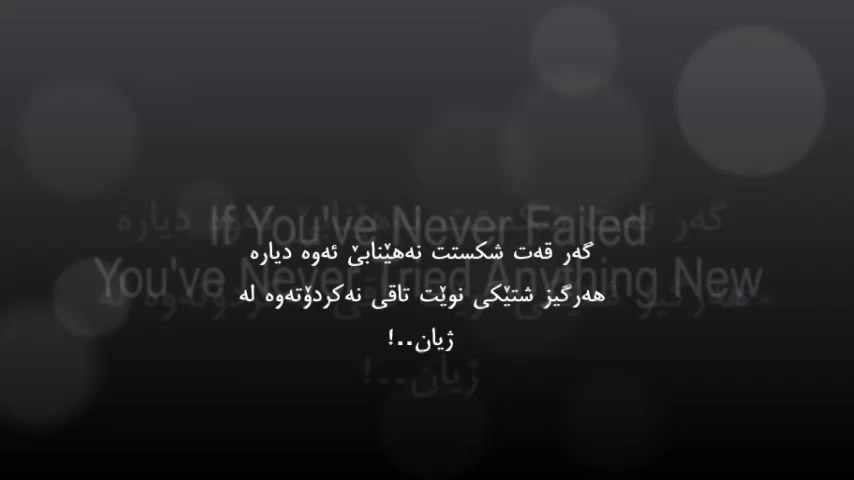 If You've Never Failed
گەر قەت شکستت نەهێنابێ ئەوە دیارە
You've Never Tried Anything New
هەرگیز شتێکی نوێت تاقی نەکردۆتەوە لە
ژیان..!